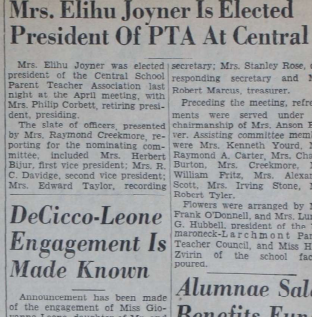 Mrs. Elihu Joyner Is Elected
President Of PTA At Central
Mrs. Elihu Joyner was elected
president of the Central School
Parent Teacher Association last
night at the April meeting, with
Mrs. Philip Corbett, retiring presi-
dent, presiding.
The slate of officers, presented
by Mrs. Raymond Creekmore, re-
porting for the nominating com-
mittee, included Mrs. Herbert
Bijur, first vice president; Mrs. R.
C. Davidge, second vice president;
Mrs. Edward Taylor, recording
secretary; Mrs. Stanley Rose,
responding secretary and
Robert Marcus, treasurer.
Preceding the meeting, refre
ments were served under
chairmanship of Mrs. Anson
ver. Assisting committee mem
were Mrs. Kenneth Yourd,
Raymond A. Carter, Mrs. Cha
Burton, Mrs. Creekmore,
William Fritz, Mrs. Alexa
Scott, Mrs. Irving Stone,
Robert Tyler.
Flowers were arranged by
Frank O'Donnell, and Mrs. Lu
G. Hubbell, president of the
maroneck-Larchmont Par
Teacher Council, and Miss H
Zvirin of the school fac
poured.
DeCicco-Leone
Engagement Is
Made Known
Announcement has been made
of the engagement of Miss Gio-
Alumnae Sal
Benefits Fun